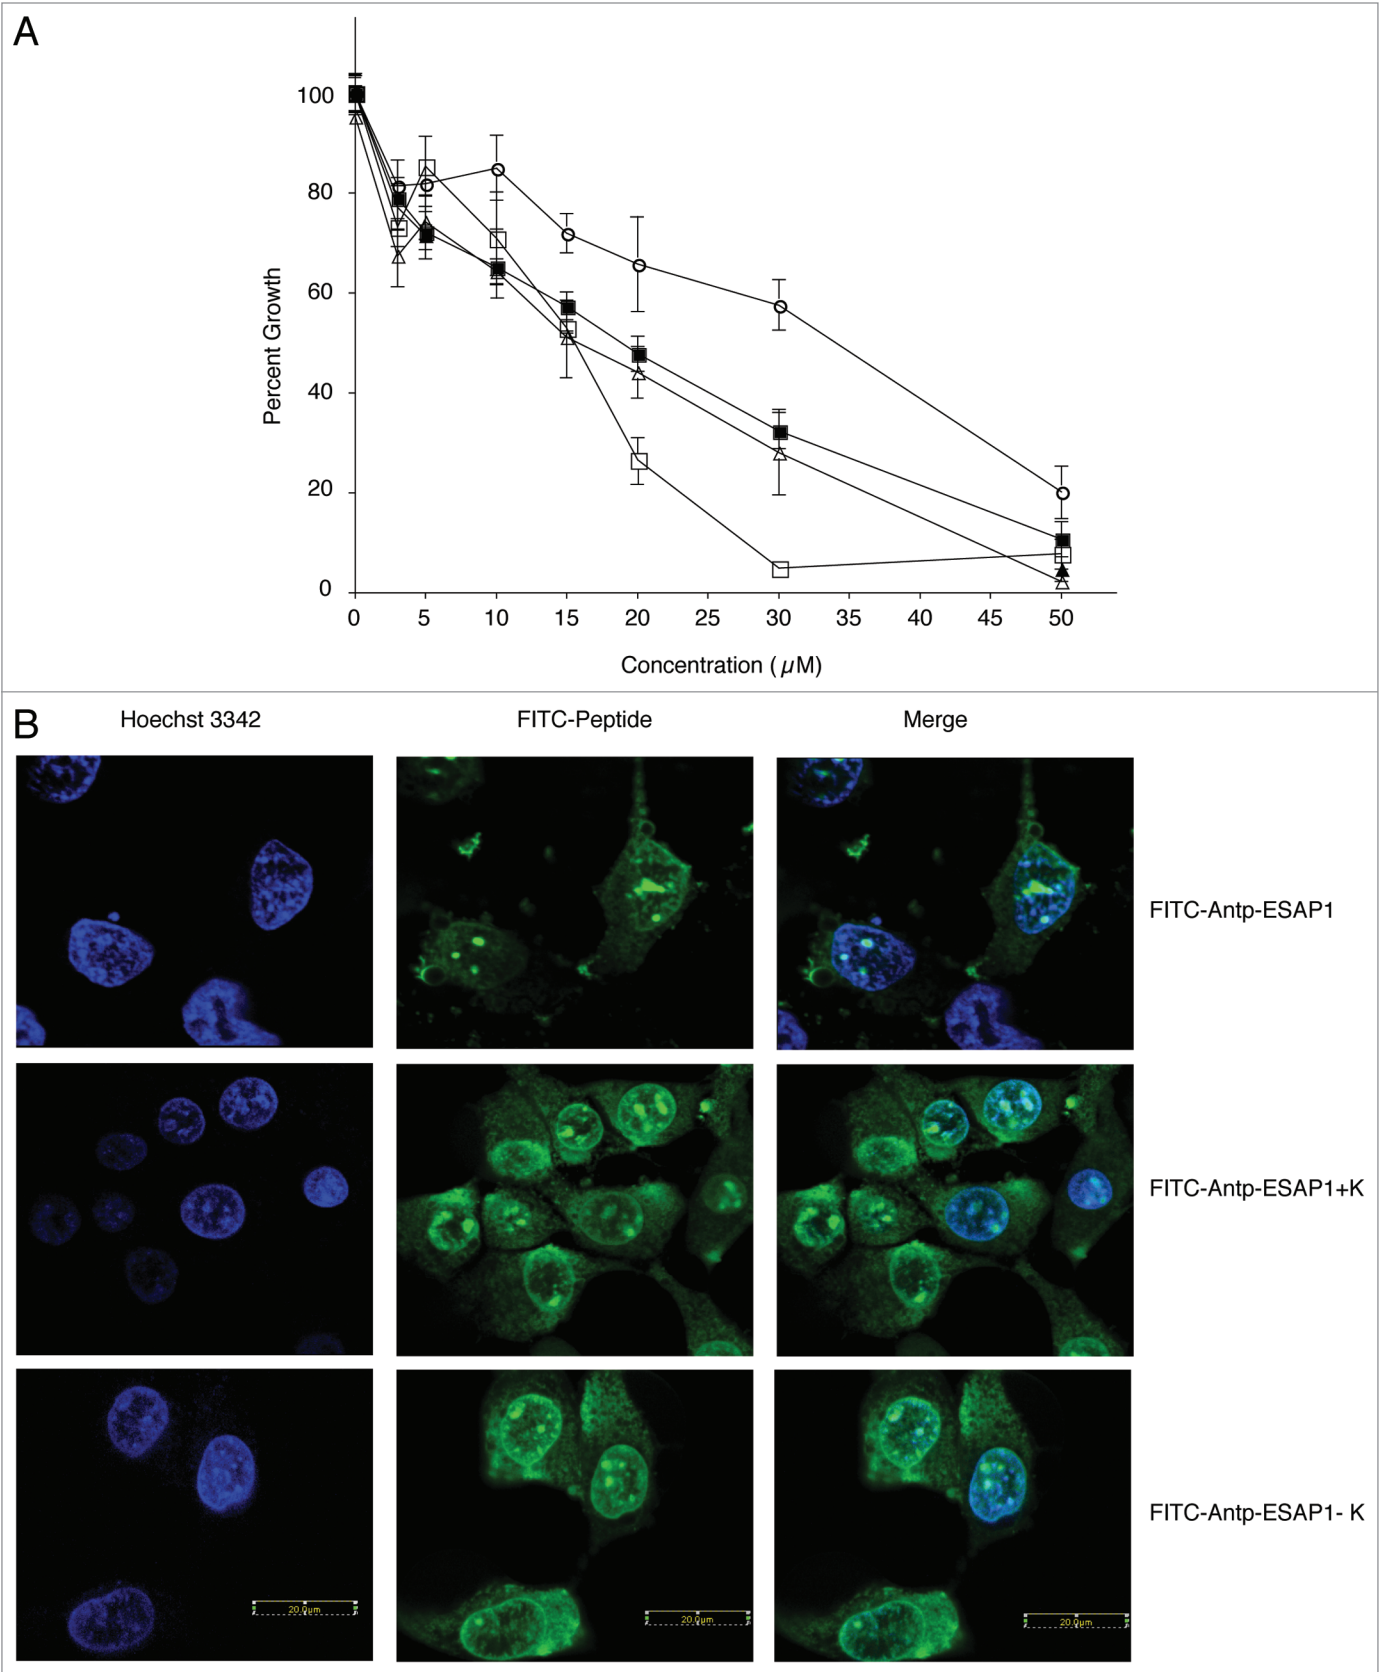 A
100
80
60
40
20
0
Percent Growth
0 5 10 15 20 25 30 35 40 45 50
Concentration (µM)
B
Hoechst 3342 FITC-Peptide Merge
FITC-Antp-ESAP1
FITC-Antp-ESAP1+K
FITC-Antp-ESAP1- K
20.0µm 20.0µm 20.0µm